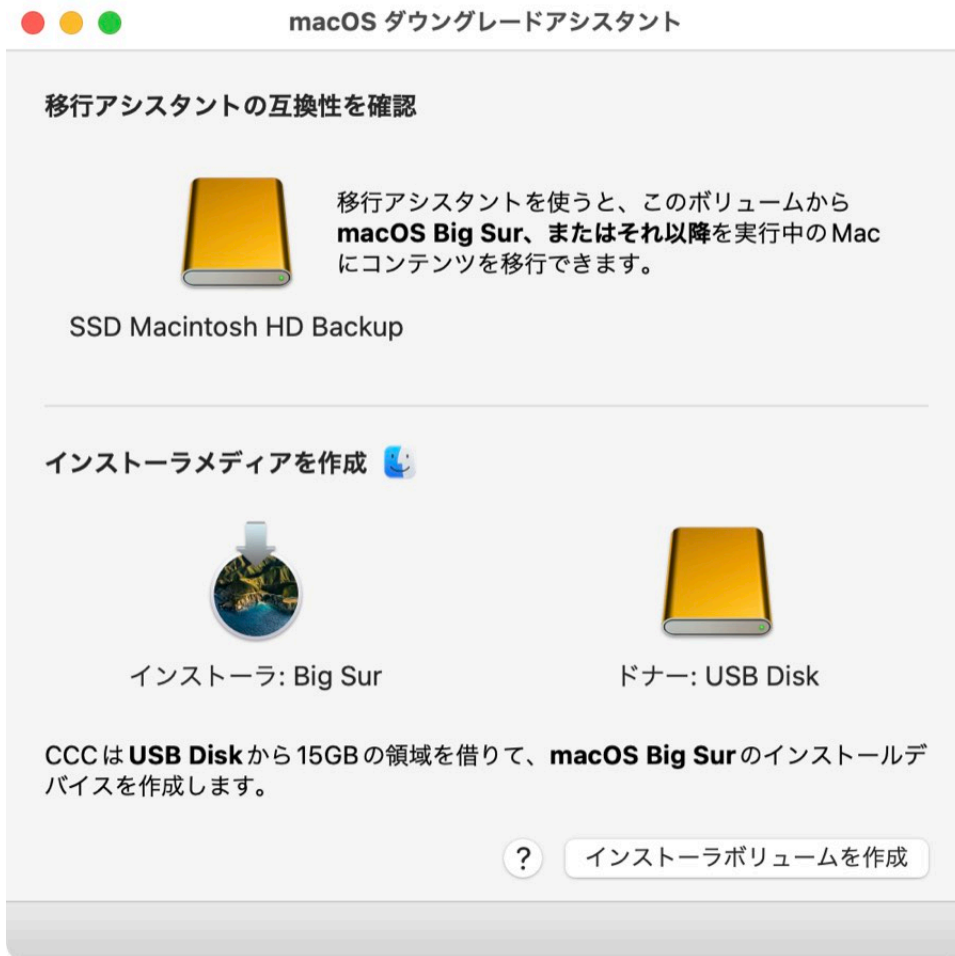 macOS ダウングレードアシスタント
移行アシスタントの互換性を確認
移行アシスタントを使うと、このボリュームから
macOS Big Sur、またはそれ以降を実行中の Mac
にコンテンツを移行できます。
SSD Macintosh HD Backup
インストーラメディアを作成
インストーラ: Big Sur
ドナー: USB Disk
CCC は USB Disk から 15GB の領域を借りて、macOS Big Sur のインストールデ
バイスを作成します。
?
インストーラボリュームを作成